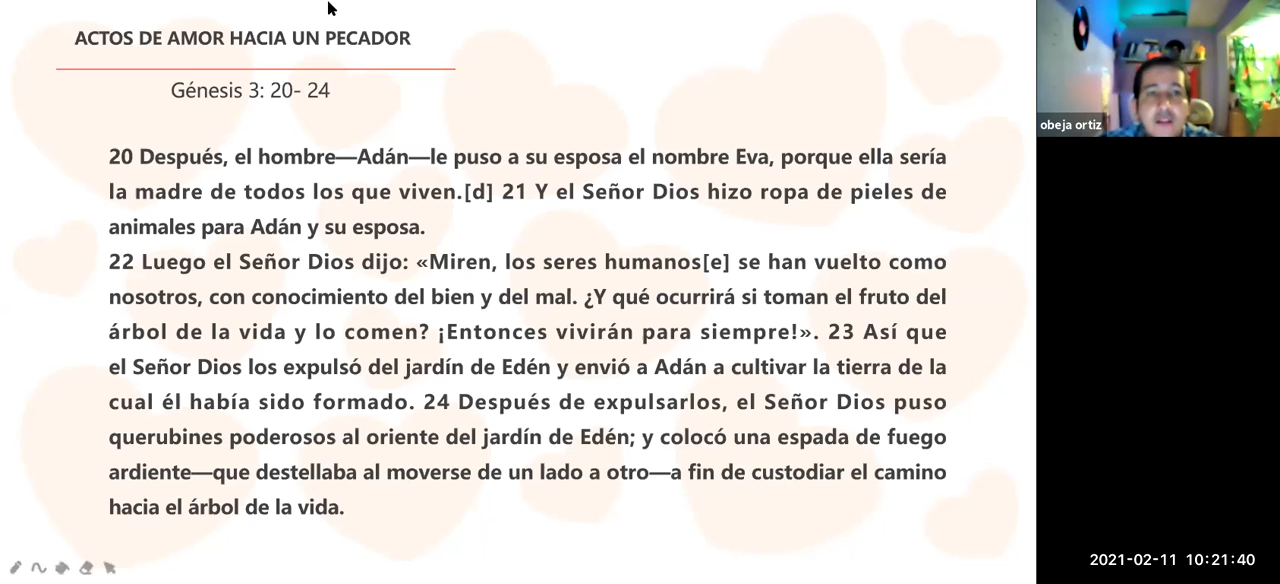 ACTOS DE AMOR HACIA UN PECADOR
Génesis 3: 20- 24
20 Después, el hombre—Adán—le puso a su esposa el nombre Eva, porque ella sería
la madre de todos los que viven.[d] 21 Y el Señor Dios hizo ropa de pieles de
animales para Adán y su esposa.
22 Luego el Señor Dios dijo: «Miren, los seres humanos[e] se han vuelto como
nosotros, con conocimiento del bien y del mal. ¿Y qué ocurrirá si toman el fruto del
árbol de la vida y lo comen? ¡Entonces vivirán para siempre!». 23 Así que
el Señor Dios los expulsó del jardín de Edén y envió a Adán a cultivar la tierra de la
cual él había sido formado. 24 Después de expulsarlos, el Señor Dios puso
querubines poderosos al oriente del jardín de Edén; y colocó una espada de fuego
ardiente—que destellaba al moverse de un lado a otro—a fin de custodiar el camino
hacia el árbol de la vida.
obeja ortiz
2021-02-11 10:21:40